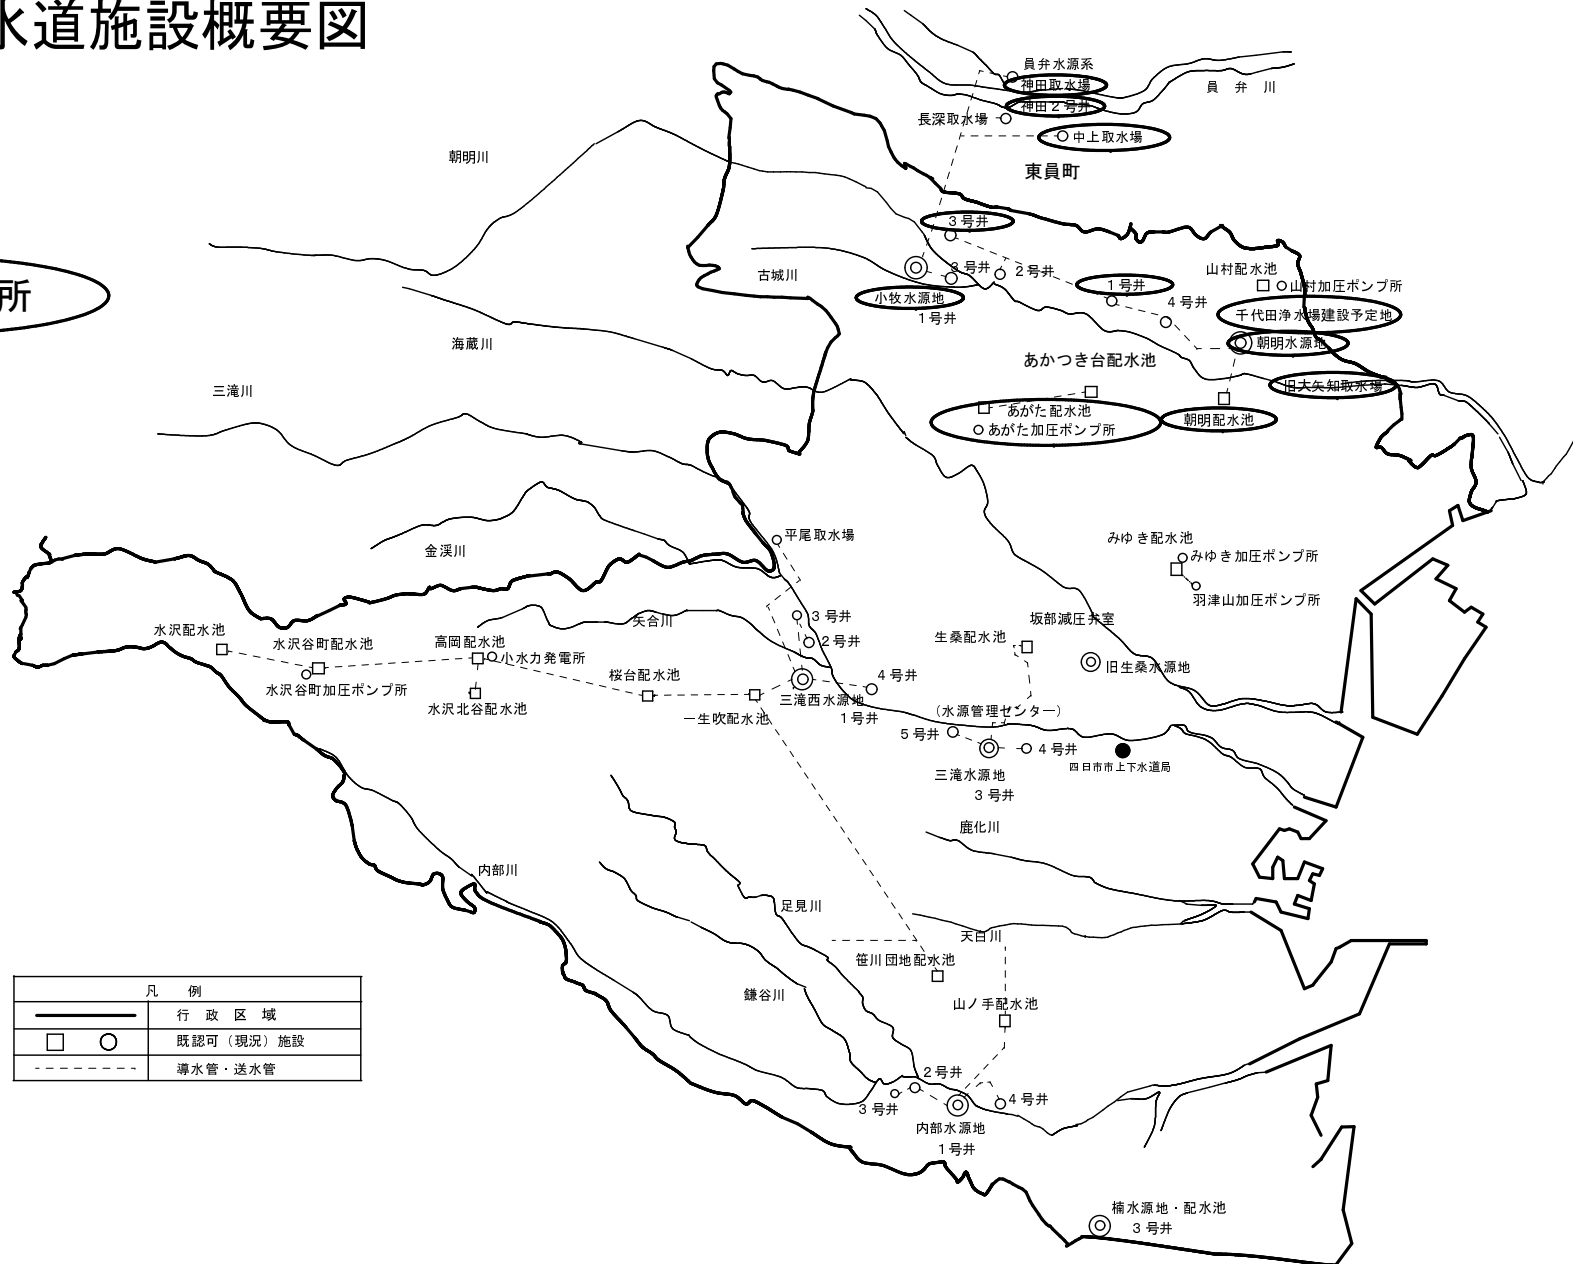 水道施設概要図
員弁水源系
神田取水場
員弁川
神田2号井
長深取水場
中上取水場
朝明川
東員町
3号井
所
古城川
3号井
2号井
山村配水池
1号井
山村加圧ポンプ所
小牧水源地
4号井
1号井
千代田浄水場建設予定地
海蔵川
朝明水源地
あかつき台配水池
三滝川
旧大矢知取水場
あがた配水池
朝明配水池
あがた加圧ポンプ所
平尾取水場
みゆき配水池
金渓川
みゆき加圧ポンプ所
羽津山加圧ポンプ所
3号井
矢合川
坂部減圧弁室
水沢配水池
生桑配水池
水沢谷町配水池
高岡配水池
2号井
小水力発電所
旧生桑水源地
桜台配水池
4号井
水沢谷町加圧ポンプ所
三滝西水源地
水沢北谷配水池
一生吹配水池
1号井
(水源管理センター)
5号井
4号井
四日市市上下水道局
三滝水源地
3号井
鹿化川
内部川
足見川
天白川
笹川団地配水池
鎌谷川
山ノ手配水池
凡例
行政区域
既認可(現況)施設
導水管・送水管
2号井
3号井
4号井
内部水源地
1号井
楠水源地・配水池
3号井